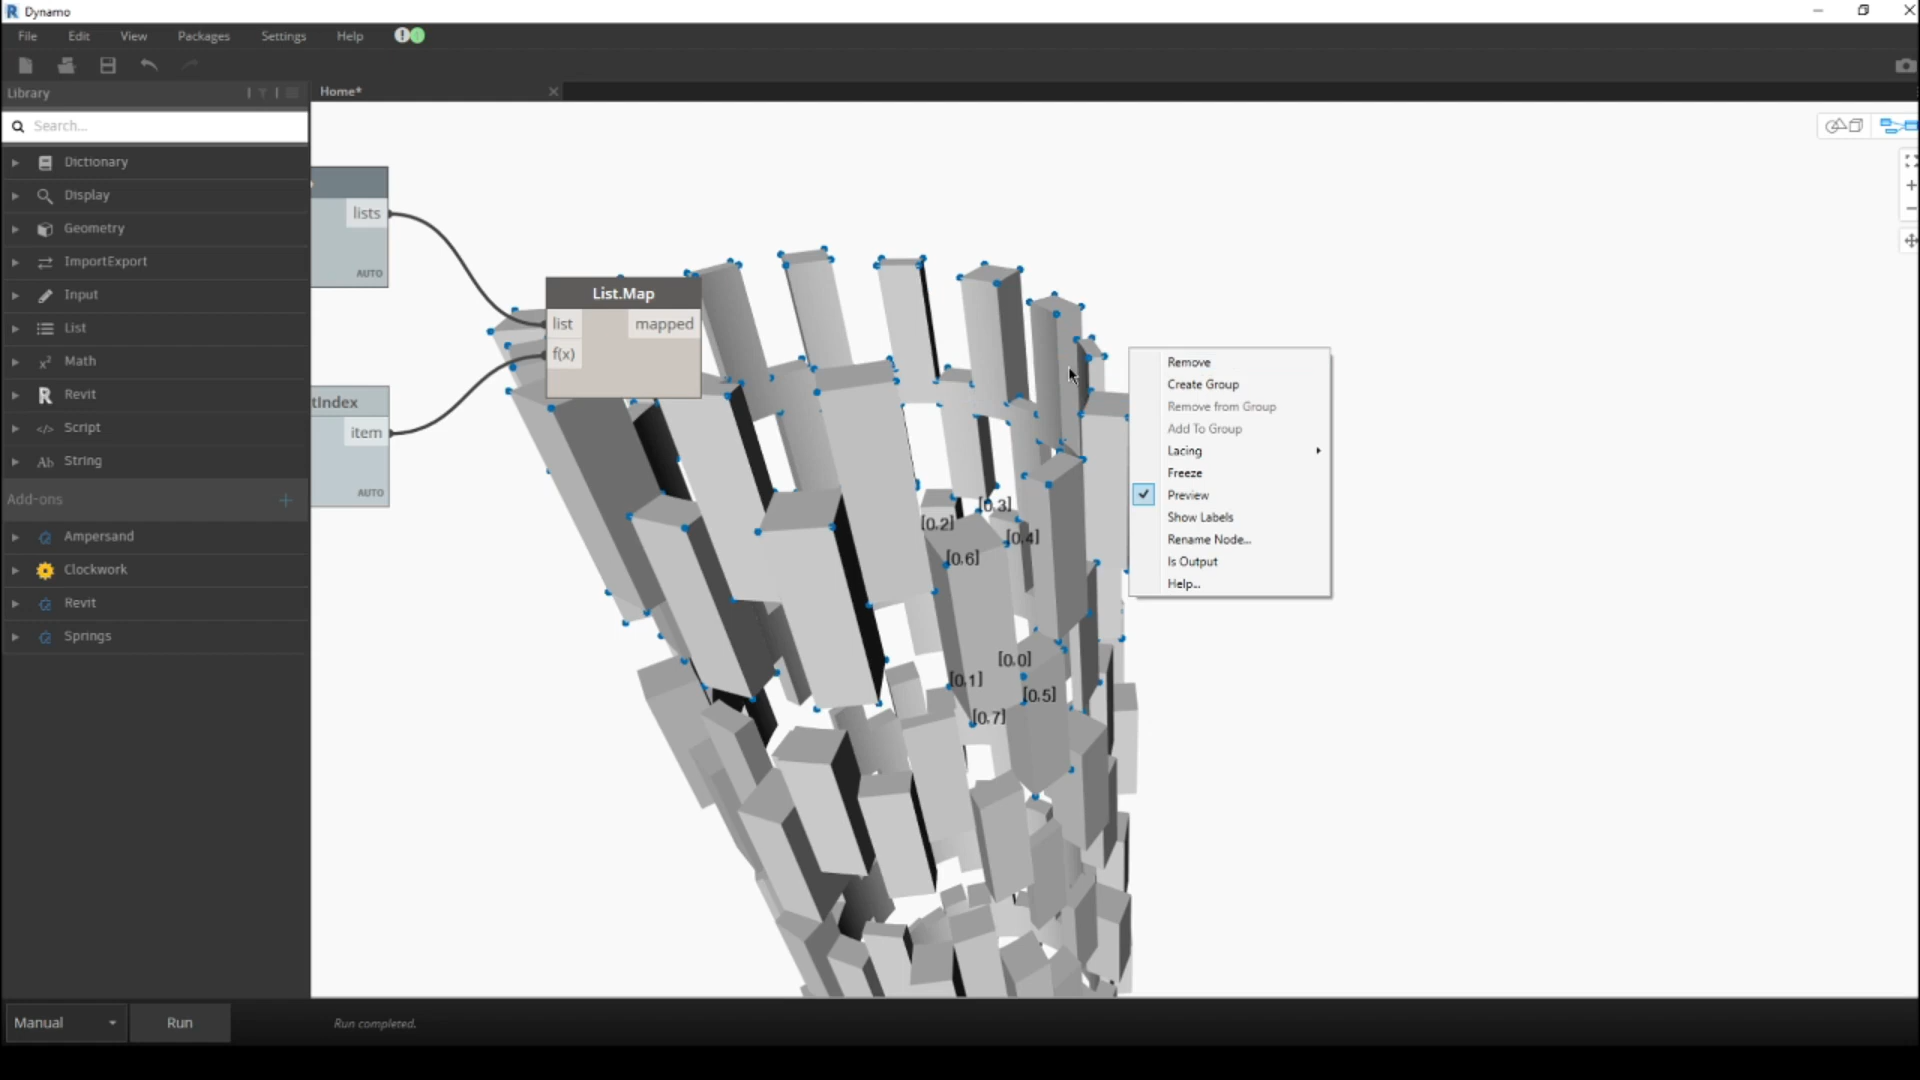 Dynamo
File Edit View Packages Settings Help
Library
Home*
Search...
Dictionary
Display
Geometry
ImportExport
Input
List
Math
Revit
Script
String
Add-ons
Ampersand
Clockwork
Revit
Springs
lists
AUTO
tIndex
item
AUTO
List.Map
list mapped
f(x)
[0,3]
[0,2]
[0,4]
[0,6]
[0,0]
[0,1]
[0,5]
[0,7]
Remove
Create Group
Remove from Group
Add To Group
Lacing
Freeze
Preview
Show Labels
Rename Node...
Is Output
Help...
Manual
Run
Run completed.